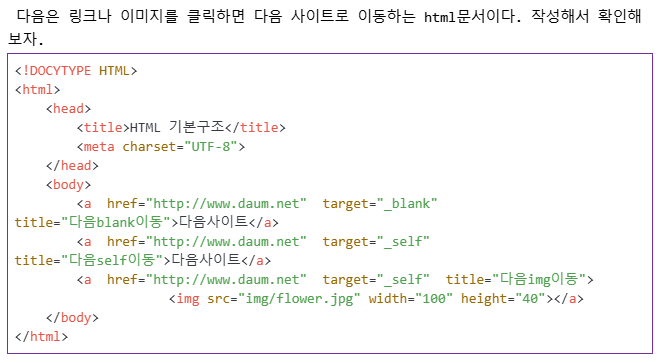 다음은 링크나 이미지를 클릭하면 다음 사이트로 이동하는 html문서이다. 작성해서 확인해
보자.
<!DOCYTYPE HTML>
<html>
    <head>
        <title>HTML 기본구조</title>
        <meta charset="UTF-8">
    </head>
    <body>
        <a  href="http://www.daum.net"  target="_blank"
title="다음blank이동">다음사이트</a>
        <a  href="http://www.daum.net"  target="_self"
title="다음self이동">다음사이트</a>
        <a  href="http://www.daum.net"  target="_self"  title="다음img이동">
                    <img src="img/flower.jpg" width="100" height="40"></a>
    </body>
</html>